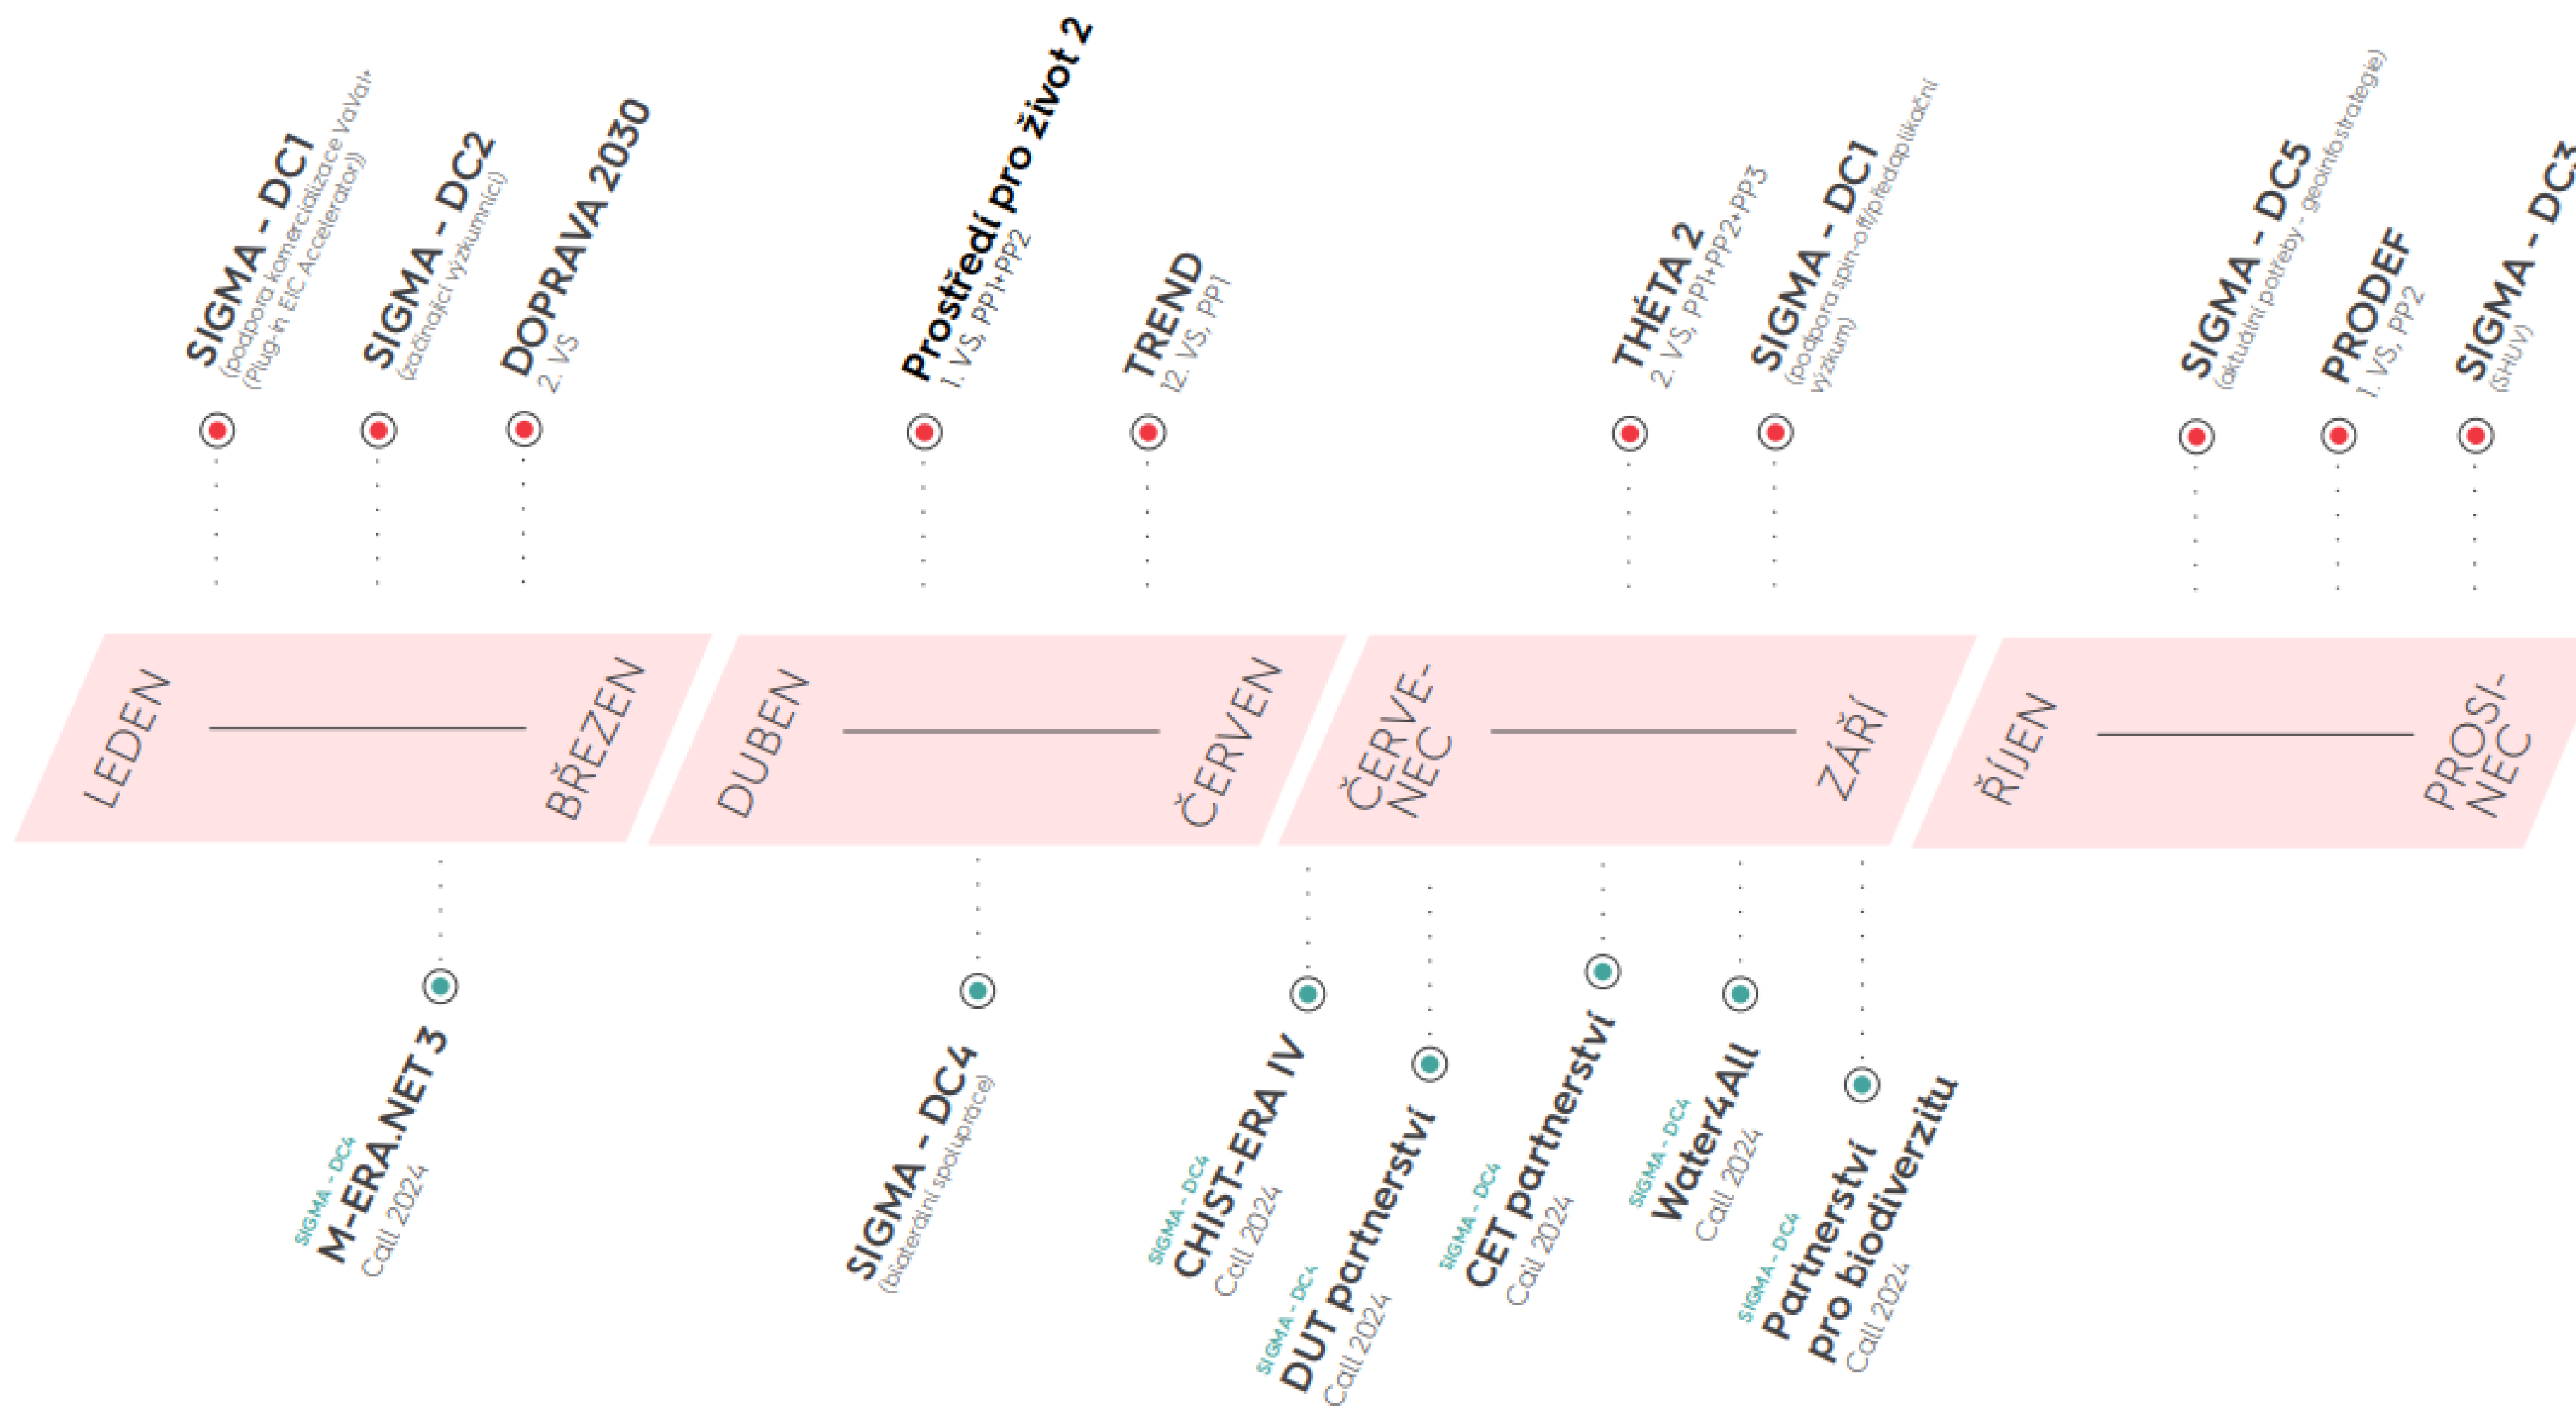 SIGMA - DC1
(podpora komercializace VaVaI+
(Plug-in EIC Accelerator))
SIGMA - DC2
(začínající výzkumníci)
DOPRAVA 2030
2. VS
Prostředí pro život 2
1. VS, PP1+PP2
TREND
12. VS, PP1
THÉTA 2
2. VS, PP1+PP2+PP3
SIGMA - DC1
(podpora spin-off/předaplikační
výzkum)
SIGMA - DC5
(aktuální potřeby - geoinfostrategie)
PRODEF
1. VS, PP2
SIGMA - DC3
(SHUV)
LEDEN
BŘEZEN
DUBEN
ČERVEN
ČERVE-
NEC
ZÁŘÍ
ŘÍJEN
PROSI-
NEC
SIGMA - DC4
M-ERA.NET 3
Call 2024
SIGMA - DC4
(bilaterální spolupráce)
SIGMA - DC4
CHIST-ERA IV
Call 2024
SIGMA - DC4
DUT partnerství
Call 2024
SIGMA - DC4
CET partnerství
Call 2024
SIGMA - DC4
Water4All
Call 2024
SIGMA - DC4
Partnerství
pro biodiverzitu
Call 2024